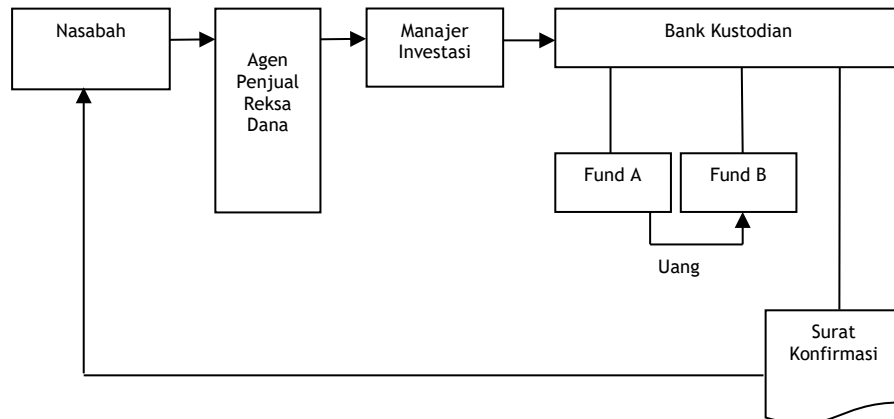 Nasabah
Agen
Penjual
Reksa
Dana
Manajer
Investasi
Bank Kustodian
Fund A
Fund B
Uang
Surat
Konfirmasi